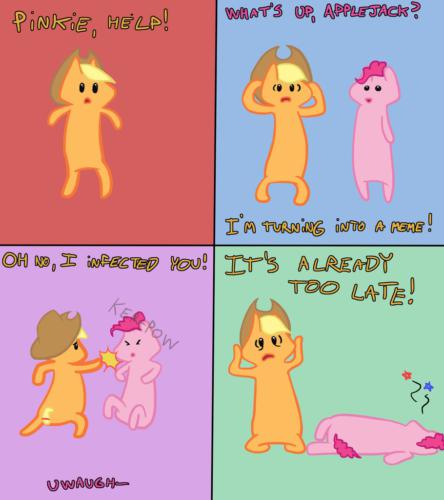 PINKIE, HELP!
WHAT'S UP, APPLEJACK?
I'M TURNING INTO A MEME!
OH NO, I INFECTED YOU!
KERPOW
UWAUGH—
IT'S ALREADY
TOO LATE!